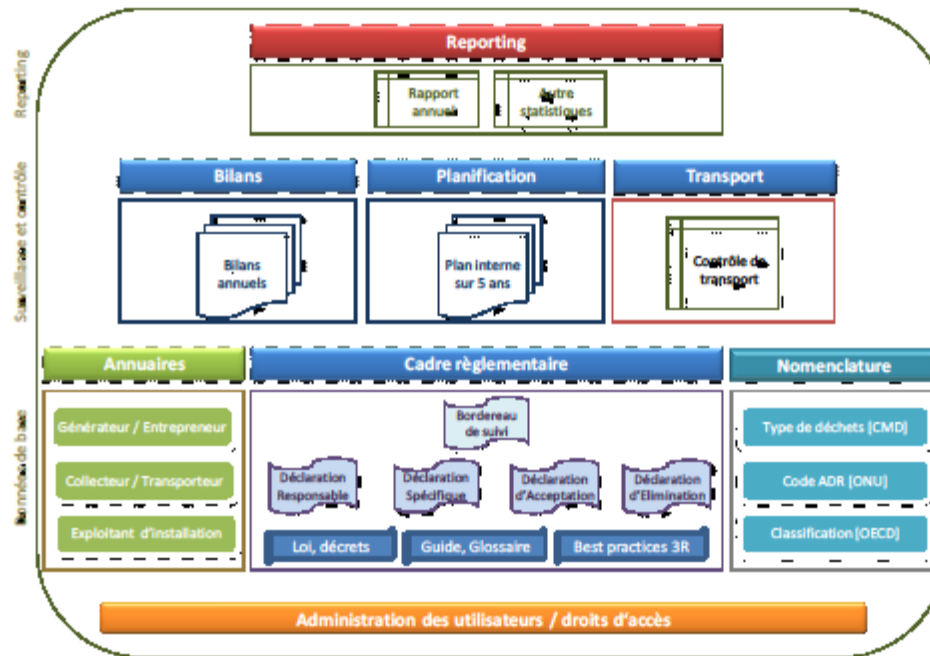 Reporting
Reporting
Rapport
annuel
Autre
statistiques
Surveillance et contrôle
Bilans
Planification
Transport
Bilans
annuels
Plan interne
sur 5 ans
Contrôle de
transport
Données de base
Annuaires
Cadre règlementaire
Nomenclature
Générateur / Entrepreneur
Collecteur / Transporteur
Exploitant d'installation
Bordereau
de suivi
Déclaration
Responsable
Déclaration
Spécifique
Déclaration
d'Acceptation
Déclaration
d'Elimination
Loi, décrets
Guide, Glossaire
Best practices 3R
Type de déchets [CMD]
Code ADR [ONU]
Classification [OECD]
Administration des utilisateurs / droits d'accès